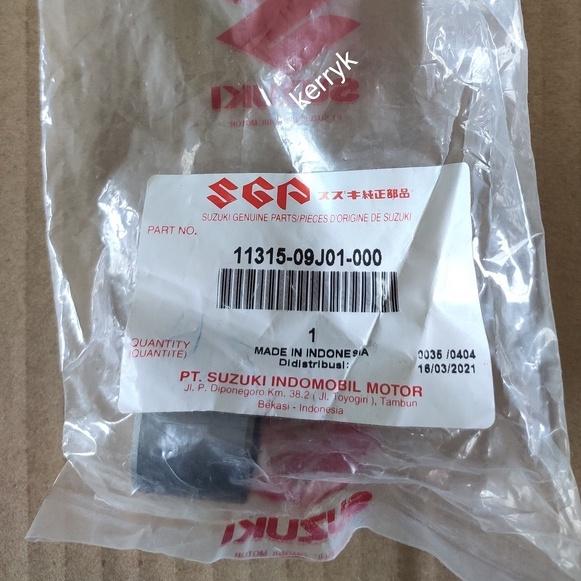 SUZUKI
kerryk
SGP スズキ純正部品
SUZUKI GENUINE PARTS/PIECES D'ORIGINE DE SUZUKI
PART NO.
11315-09J01-000
QUANTITY
(QUANTITE)
1
MADE IN INDONESIA
Didistribusi:
0035 /0404
16/03/2021
PT. SUZUKI INDOMOBIL MOTOR
Jl. P. Diponegoro Km. 38.2 ( Jl. Toyogiri ), Tambun
Bekasi - Indonesia
SUZUKI